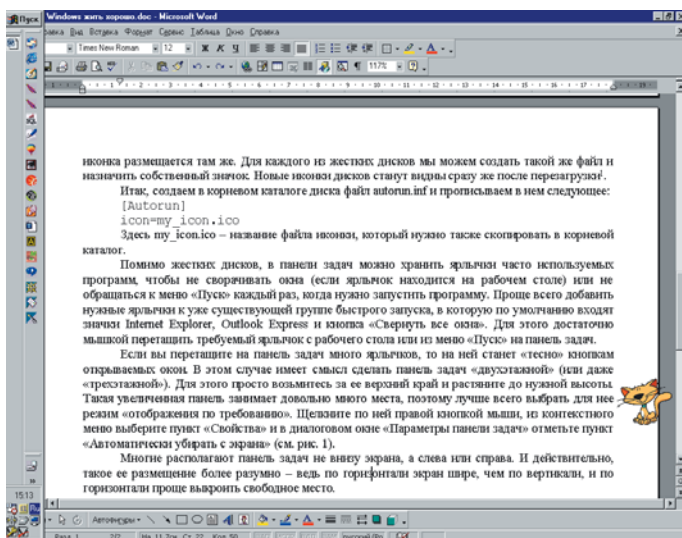 Пуск
Windows жить хорошо.doc - Microsoft Word
Вид Вставка Формат Сервис Таблица Окно Справка
Times New Roman 12 Ж К Ч
117%
иконка размещается там же. Для каждого из жестких дисков мы можем создать такой же файл и
назначить собственный значок. Новые иконки дисков станут видны сразу же после перезагрузки.
Итак, создаем в корневом каталоге диска файл autorun.inf и прописываем в нем следующее:
[Autorun]
icon=my_icon.ico
Здесь my_icon.ico – название файла иконки, который нужно также скопировать в корневой
каталог.
Помимо жестких дисков, в панели задач можно хранить ярлычки часто используемых
программ, чтобы не сворачивать окна (если ярлычок находится на рабочем столе) или не
обращаться к меню «Пуск» каждый раз, когда нужно запустить программу. Проще всего добавить
нужные ярлычки к уже существующей группе быстрого запуска, в которую по умолчанию входят
значки Internet Explorer, Outlook Express и кнопка «Свернуть все окна». Для этого достаточно
мышкой перетащить требуемый ярлычок с рабочего стола или из меню «Пуск» на панель задач.
Если вы перетащите на панель задач много ярлычков, то на ней станет «тесно» кнопкам
открываемых окон. В этом случае имеет смысл сделать панель задач «двухэтажной» (или даже
«трехэтажной»). Для этого просто возьмитесь за ее верхний край и растяните до нужной высоты.
Такая увеличенная панель занимает довольно много места, поэтому лучше всего выбрать для нее
режим «отображения по требованию». Щелкните по ней правой кнопкой мыши, из контекстного
меню выберите пункт «Свойства» и в диалоговом окне «Параметры панели задач» отметьте пункт
«Автоматически убирать с экрана» (см. рис. 1).
Многие располагают панель задач не внизу экрана, а слева или справа. И действительно,
такое ее размещение более разумно – ведь по горизонтали экран шире, чем по вертикали, и по
горизонтали проще выкроить свободное место.
15:13
Ru
Автофигуры